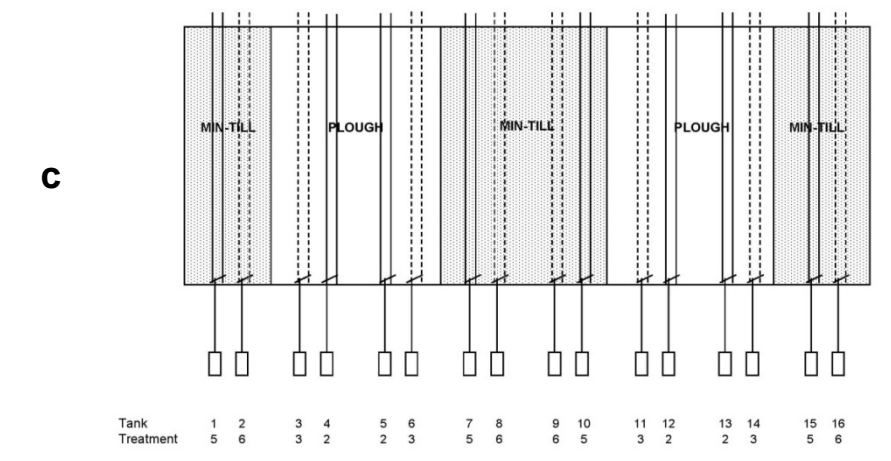 C
MIN-TILL PLOUGH MIN-TILL PLOUGH MIN-TILL
Tank 1 2 3 4 5 6 7 8 9 10 11 12 13 14 15 16
Treatment 5 6 3 2 2 3 5 6 6 5 3 2 2 3 5 6